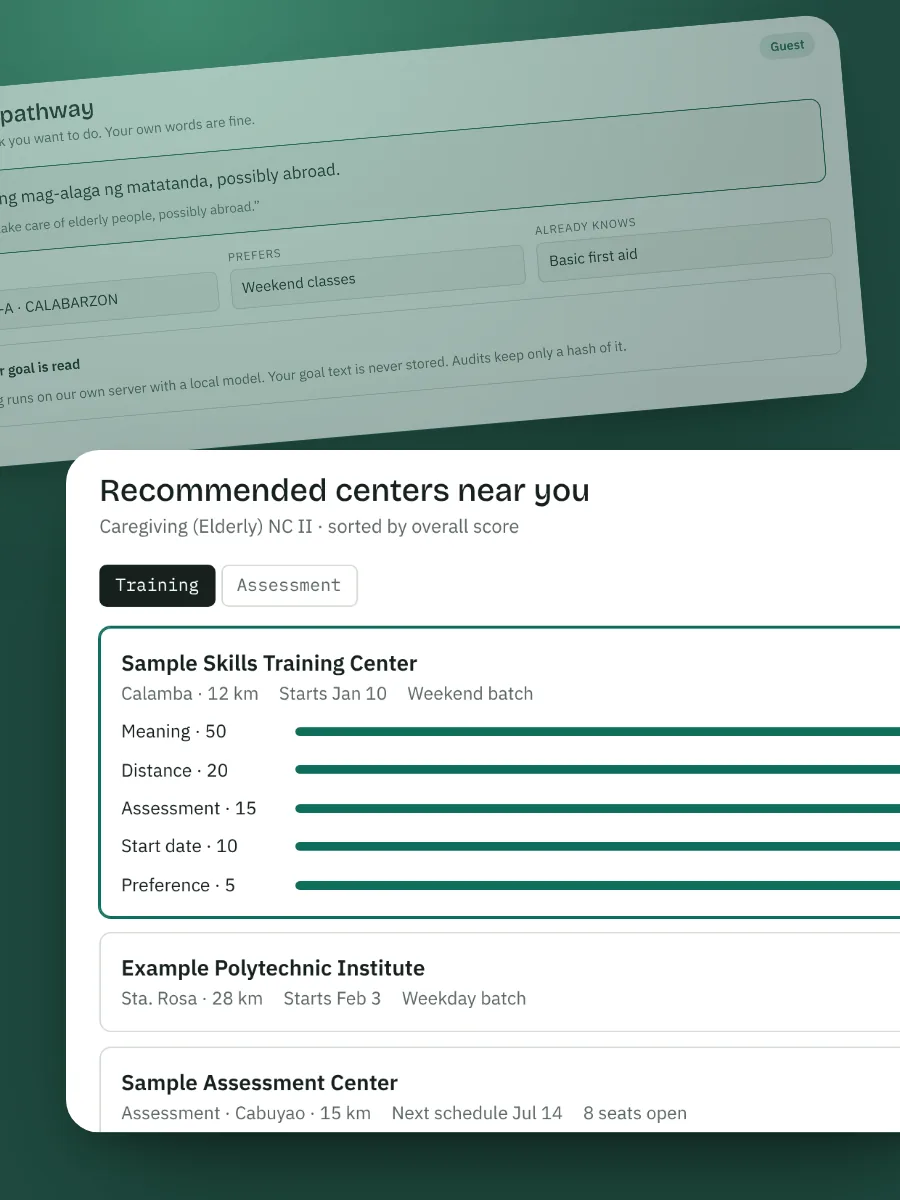 Guest
pathway
k you want to do. Your own words are fine.
ng mag-alaga ng matatanda, possibly abroad.
ake care of elderly people, possibly abroad.”
PREFERS
ALREADY KNOWS
-A · CALABARZON
Weekend classes
Basic first aid
r goal is read
g runs on our own server with a local model. Your goal text is never stored. Audits keep only a hash of it.
Recommended centers near you
Caregiving (Elderly) NC II · sorted by overall score
Training
Assessment
Sample Skills Training Center
Calamba · 12 km Starts Jan 10 Weekend batch
Meaning · 50
Distance · 20
Assessment · 15
Start date · 10
Preference · 5
Example Polytechnic Institute
Sta. Rosa · 28 km Starts Feb 3 Weekday batch
Sample Assessment Center
Assessment · Cabuyao · 15 km Next schedule Jul 14 8 seats open